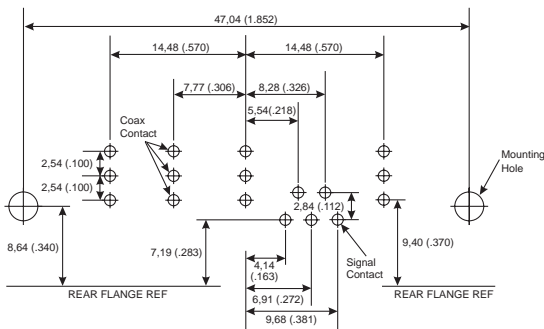 47,04 (1.852)
14,48 (.570)
14,48 (.570)
7,77 (.306)
8,28 (.326)
5,54(.218)
Coax
Contact
2,54 (.100)
2,54 (.100)
Mounting
Hole
2,84 (.112)
8,64 (.340)
7,19 (.283)
Signal
Contact
9,40 (.370)
4,14
(.163)
REAR FLANGE REF
6,91 (.272)
REAR FLANGE REF
9,68 (.381)